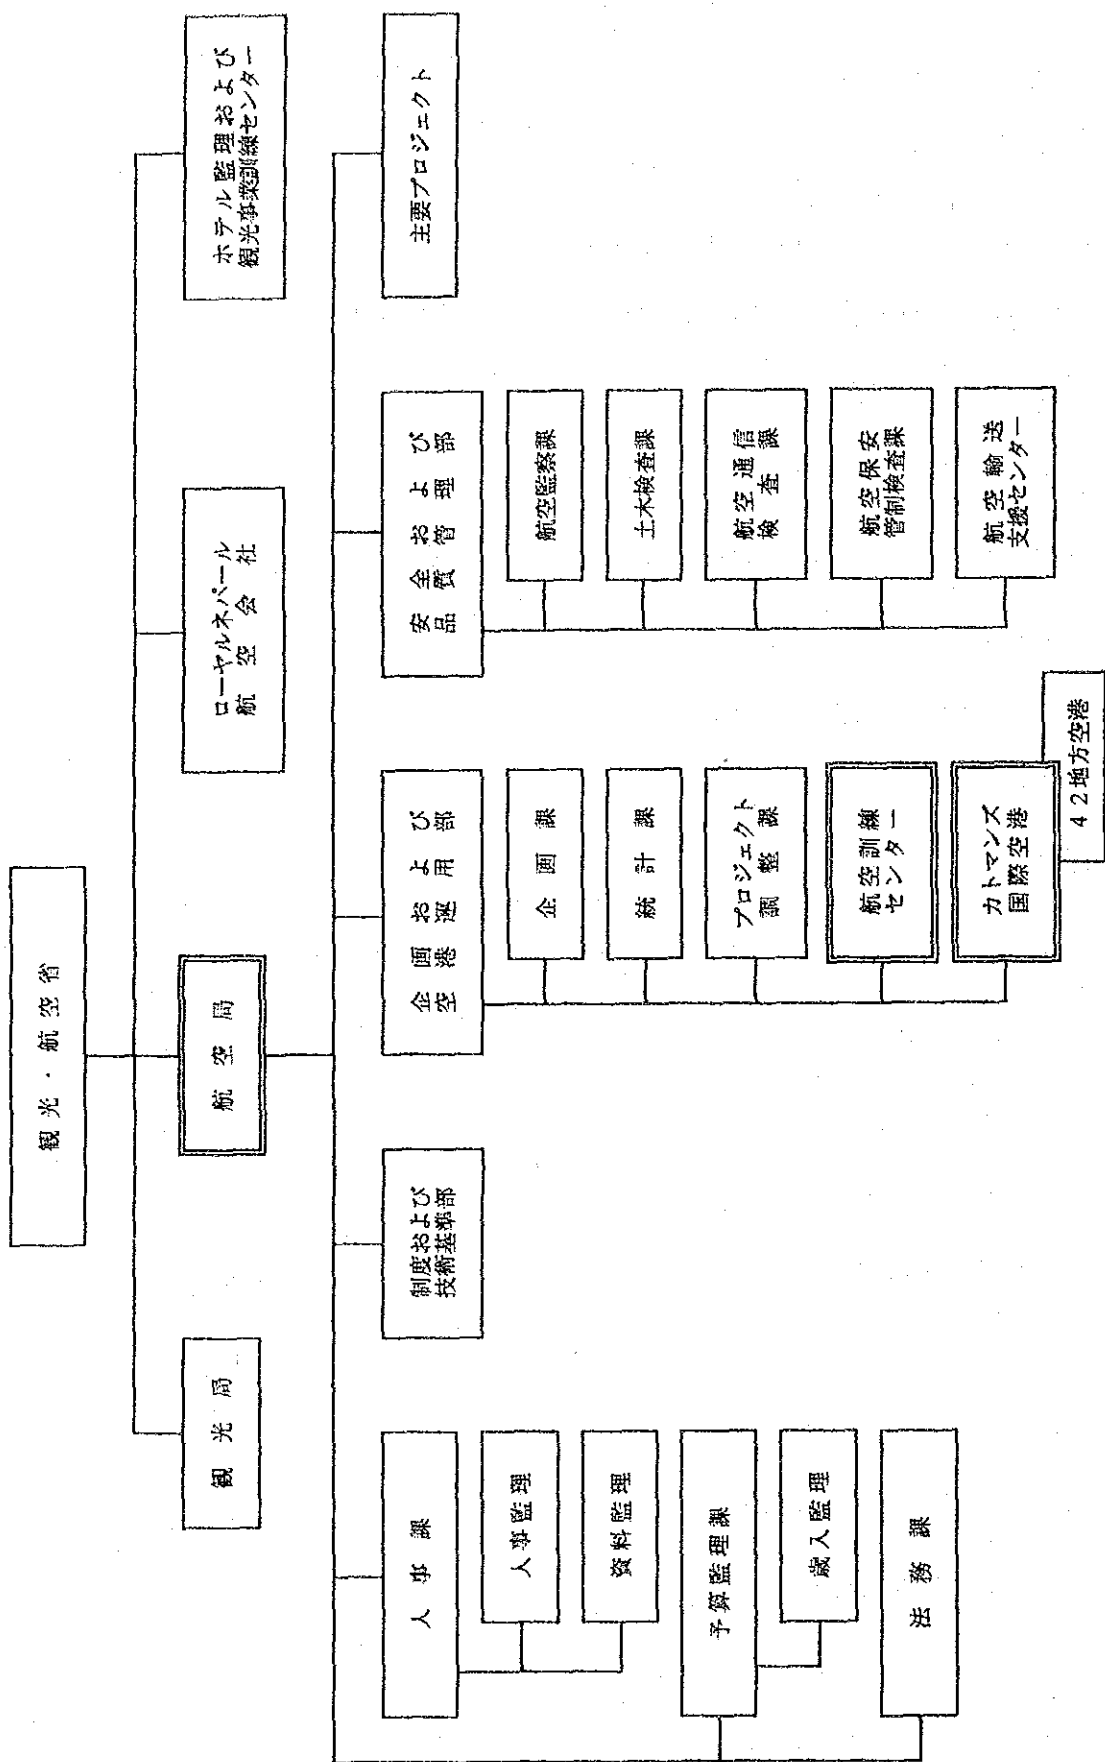 観光・航空省
観光局
航空局
ローヤルネパール
航空会社
ホテル監理および
観光事業訓練センター
人事課
人事監理
資料監理
予算監理課
歳入監理
法務課
制度および
技術基準部
企画および
空港運用部
企画課
統計課
プロジェクト
調整課
航空訓練
センター
カトマンズ
国際空港
42地方空港
安全および
品質管理部
航空監察課
土木検査課
航空通信
検査課
航空保安
管制検査課
航空輸送
支援センター
主要プロジェクト